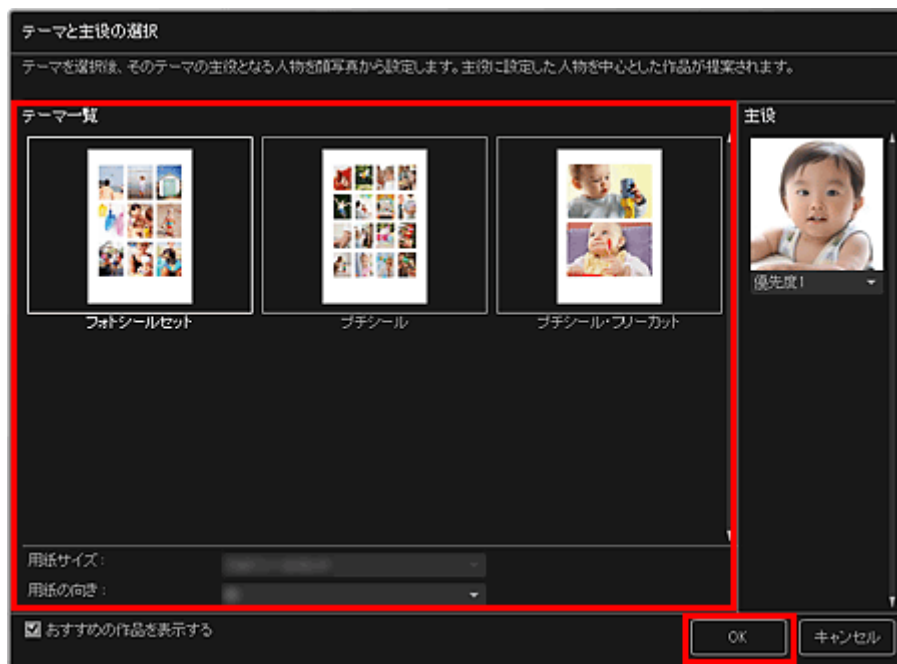 テーマと主役の選択
テーマを選択後、そのテーマの主役となる人物を顔写真から設定します。主役に設定した人物を中心とした作品が提案されます。
テーマ一覧
フォトシールセット
プチシール
プチシール・フリーカット
用紙サイズ:
用紙の向き:
主役
優先度1
おすすめの作品を表示する
OK
キャンセル